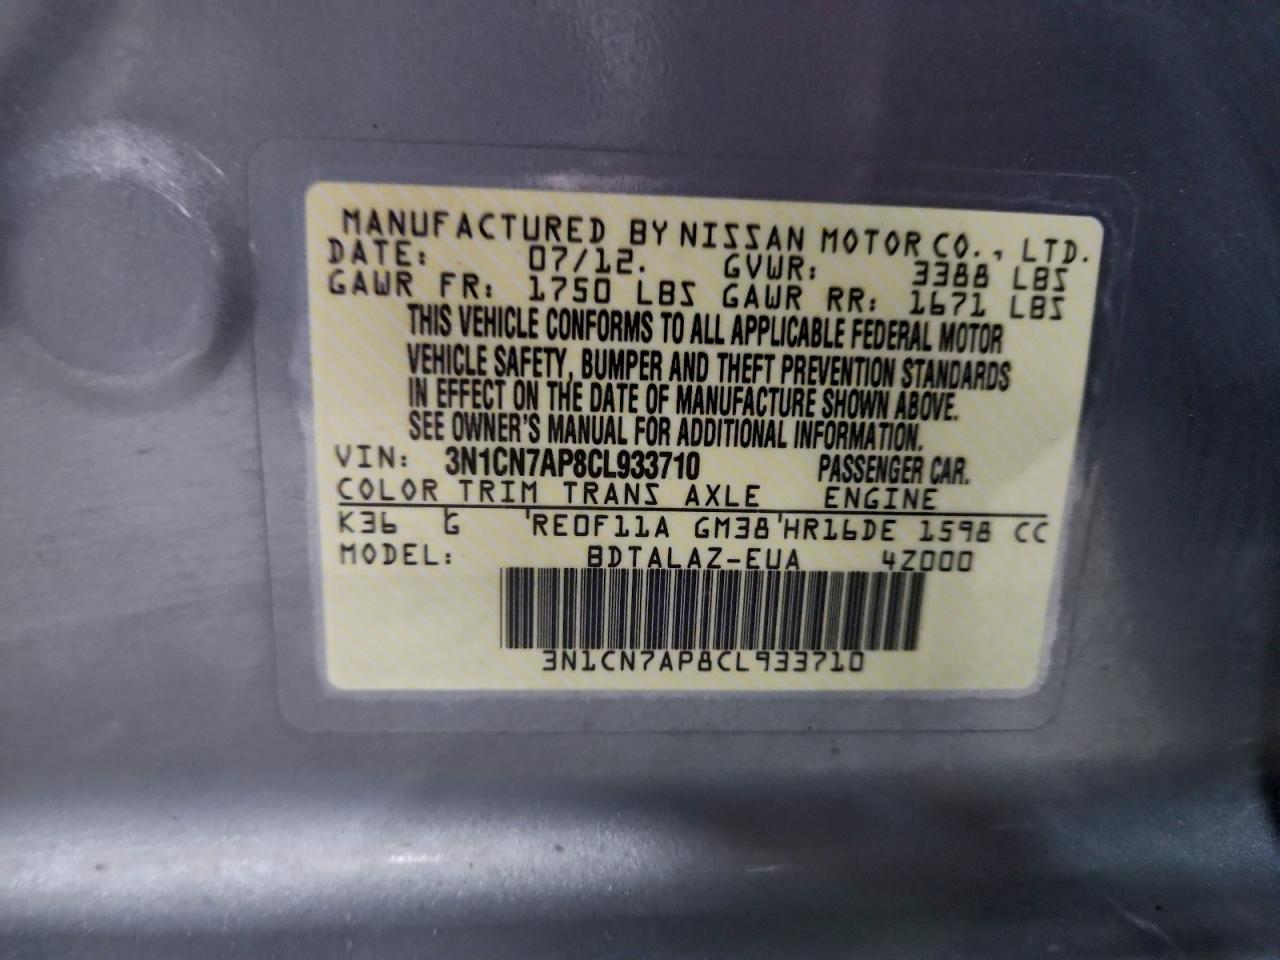 MANUFACTURED BY NISSAN MOTOR CO., LTD.
DATE: 07/12. GVWR: 3388 LBS
GAWR FR: 1750 LBS GAWR RR: 1671 LBS
THIS VEHICLE CONFORMS TO ALL APPLICABLE FEDERAL MOTOR
VEHICLE SAFETY, BUMPER AND THEFT PREVENTION STANDARDS
IN EFFECT ON THE DATE OF MANUFACTURE SHOWN ABOVE.
SEE OWNER'S MANUAL FOR ADDITIONAL INFORMATION.
VIN: 3N1CN7AP8CL933710 PASSENGER CAR.
COLOR TRIM TRANS AXLE ENGINE
K36 G 'RE0F11A GM38'HR16DE 1598 CC
MODEL: BDTALAZ-EUA 4Z000
3N1CN7AP8CL933710